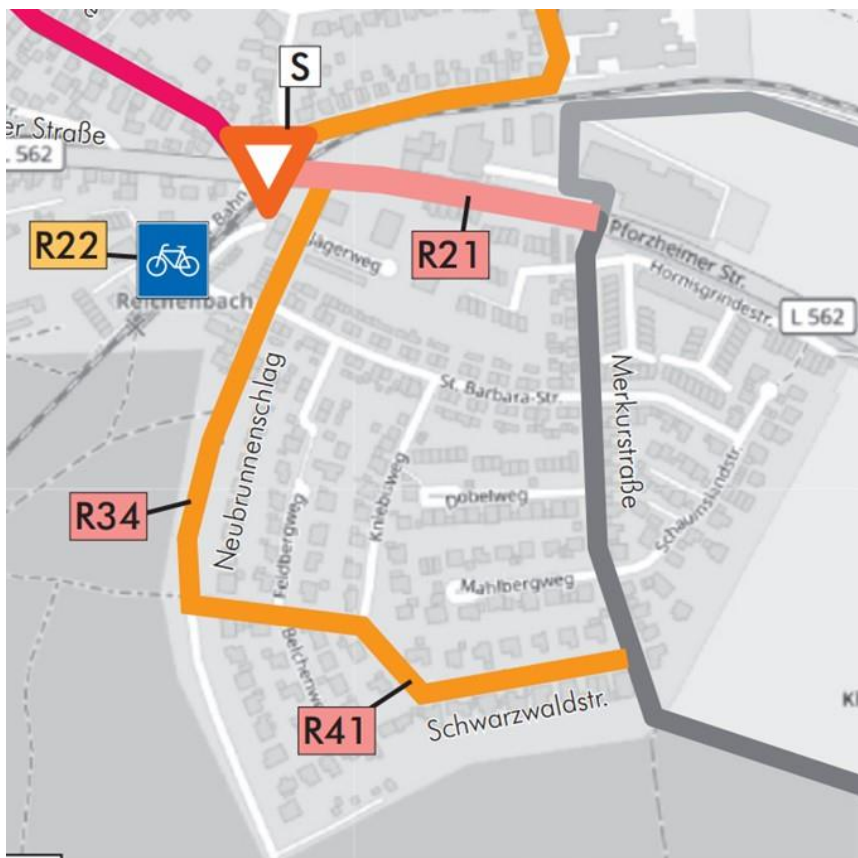 S
er Straße
L 562
R22
Bahn
Reichenbach
Jägerweg
R21
Pforzheimer Str.
Hornisgrindestr.
L 562
Neubrunnenschlag
St. Barbara-Str.
Merkurstraße
R34
Feldbergweg
Kniebisweg
Dobelweg
Schauinslandstr.
Mahlbergweg
R41
Schwarzwaldstr.